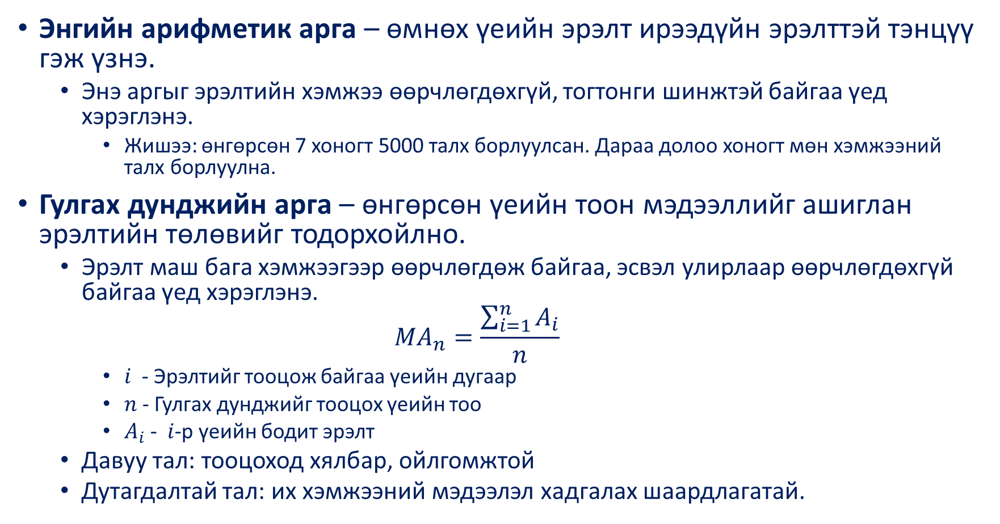 • Энгийн арифметик арга – өмнөх үеийн эрэлт ирээдүйн эрэлттэй тэнцүү
гэж үзнэ.
• Энэ аргыг эрэлтийн хэмжээ өөрчлөгдөхгүй, тогтонги шинжтэй байгаа үед
хэрэглэнэ.
• Жишээ: өнгөрсөн 7 хоногт 5000 талх борлуулсан. Дараа долоо хоногт мөн хэмжээний
талх борлуулна.
• Гулгах дунджийн арга – өнгөрсөн үеийн тоон мэдээллийг ашиглан
эрэлтийн төлөвийг тодорхойлно.
• Эрэлт маш бага хэмжээгээр өөрчлөгдөж байгаа, эсвэл улирлаар өөрчлөгдөхгүй
байгаа үед хэрэглэнэ.
$MA_n = \frac{\sum_{i=1}^{n} A_i}{n}$
• $i$ - Эрэлтийг тооцож байгаа үеийн дугаар
• $n$ - Гулгах дунджийг тооцох үеийн тоо
• $A_i$ - $i$-р үеийн бодит эрэлт
• Давуу тал: тооцоход хялбар, ойлгомжтой
• Дутагдалтай тал: их хэмжээний мэдээлэл хадгалах шаардлагатай.